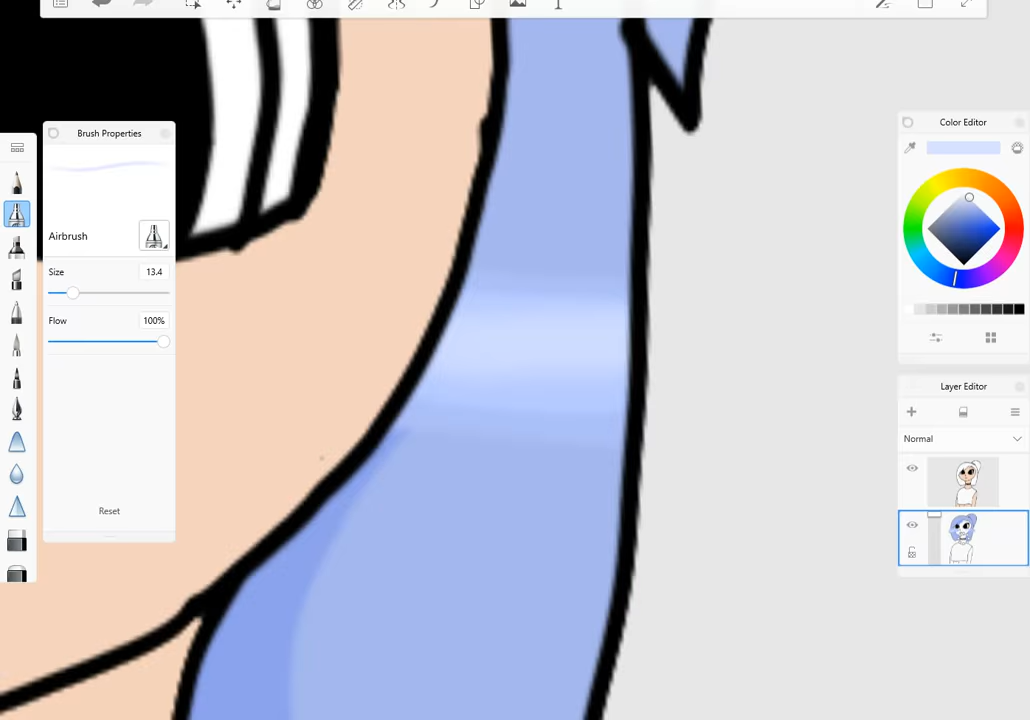 Brush Properties
Airbrush
Size 13.4
Flow 100%
Reset
Color Editor
Layer Editor
Normal